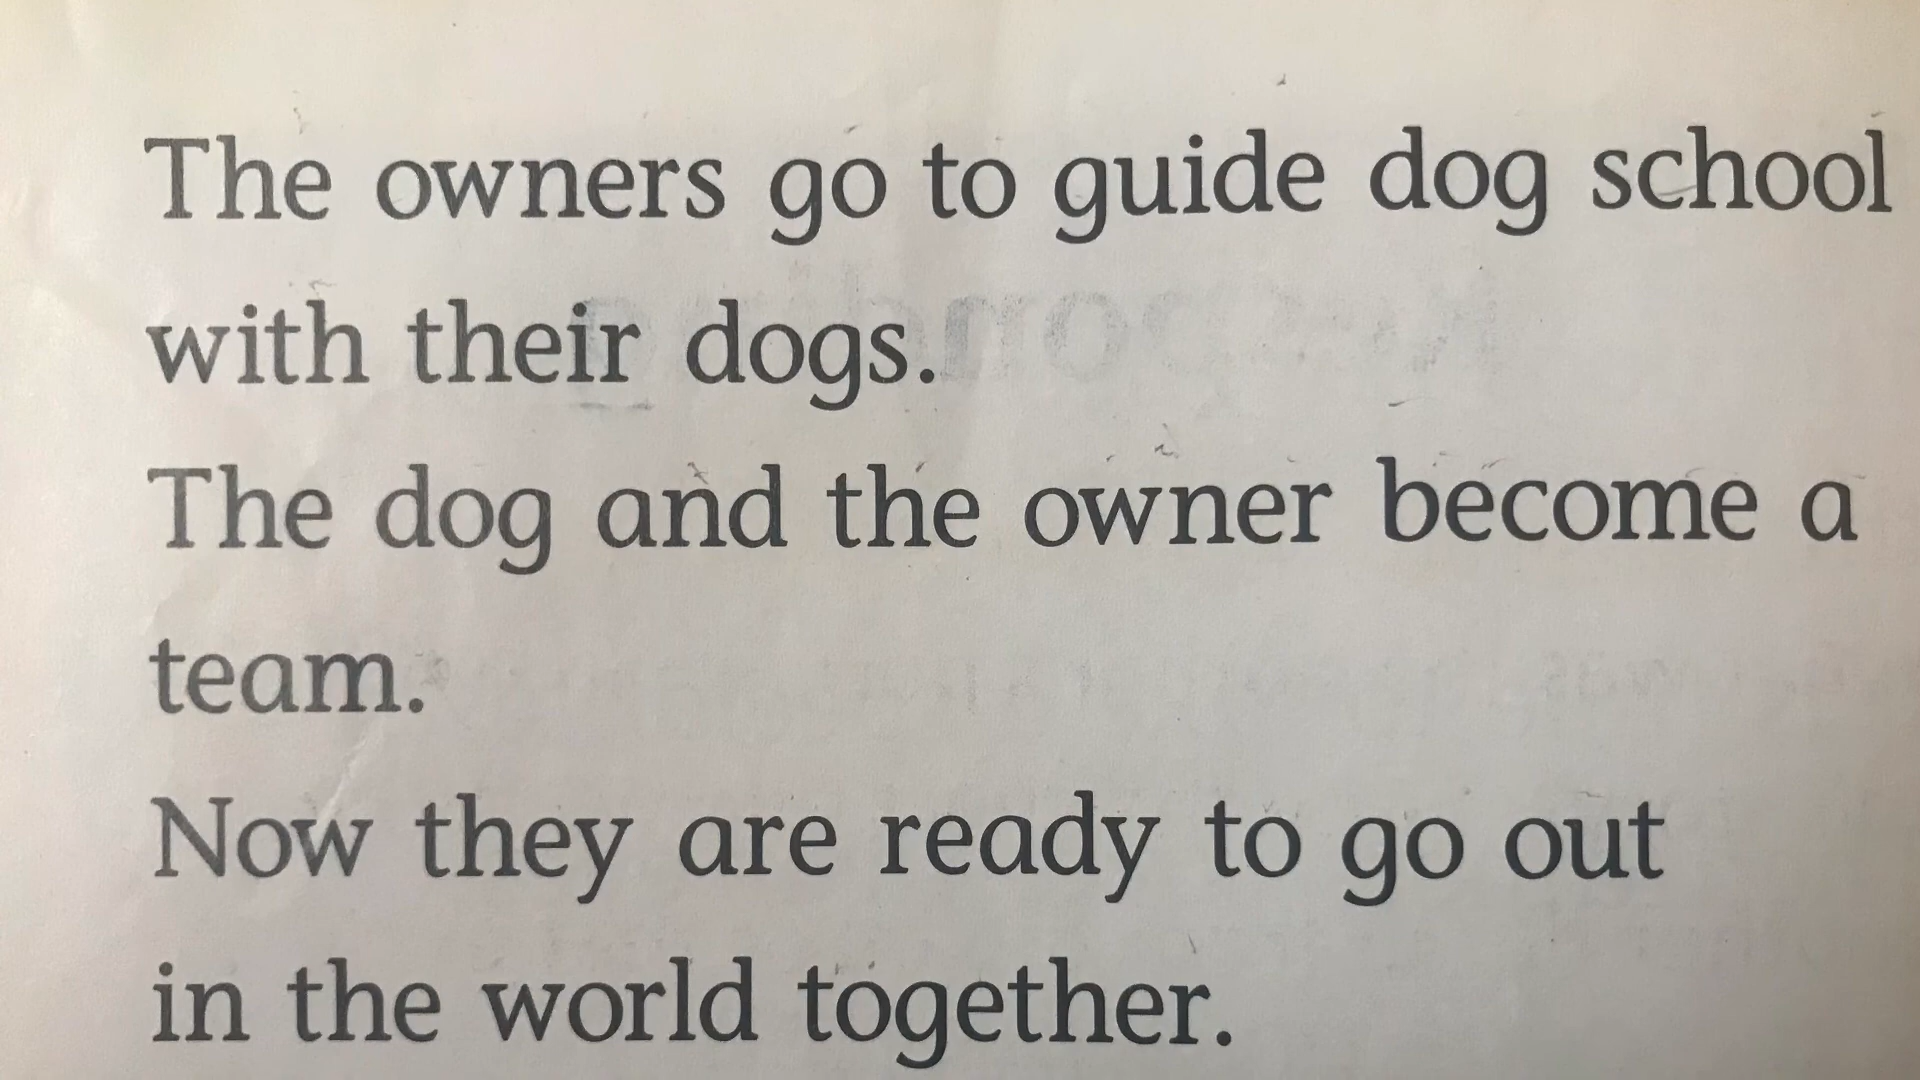 The owners go to guide dog school
with their dogs.
The dog and the owner become a
team.
Now they are ready to go out
in the world together.